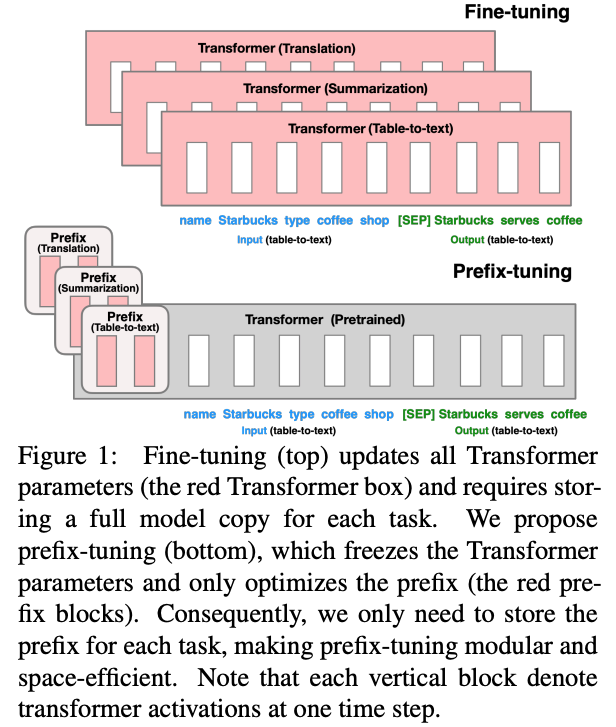 Fine-tuning
Transformer (Translation)
Transformer (Summarization)
Transformer (Table-to-text)
name Starbucks type coffee shop [SEP] Starbucks serves coffee
Input (table-to-text) Output (table-to-text)
Prefix-tuning
Prefix
(Translation)
Prefix
(Summarization)
Prefix
(Table-to-text)
Transformer (Pretrained)
name Starbucks type coffee shop [SEP] Starbucks serves coffee
Input (table-to-text) Output (table-to-text)
Figure 1: Fine-tuning (top) updates all Transformer
parameters (the red Transformer box) and requires stor-
ing a full model copy for each task. We propose
prefix-tuning (bottom), which freezes the Transformer
parameters and only optimizes the prefix (the red pre-
fix blocks). Consequently, we only need to store the
prefix for each task, making prefix-tuning modular and
space-efficient. Note that each vertical block denote
transformer activations at one time step.